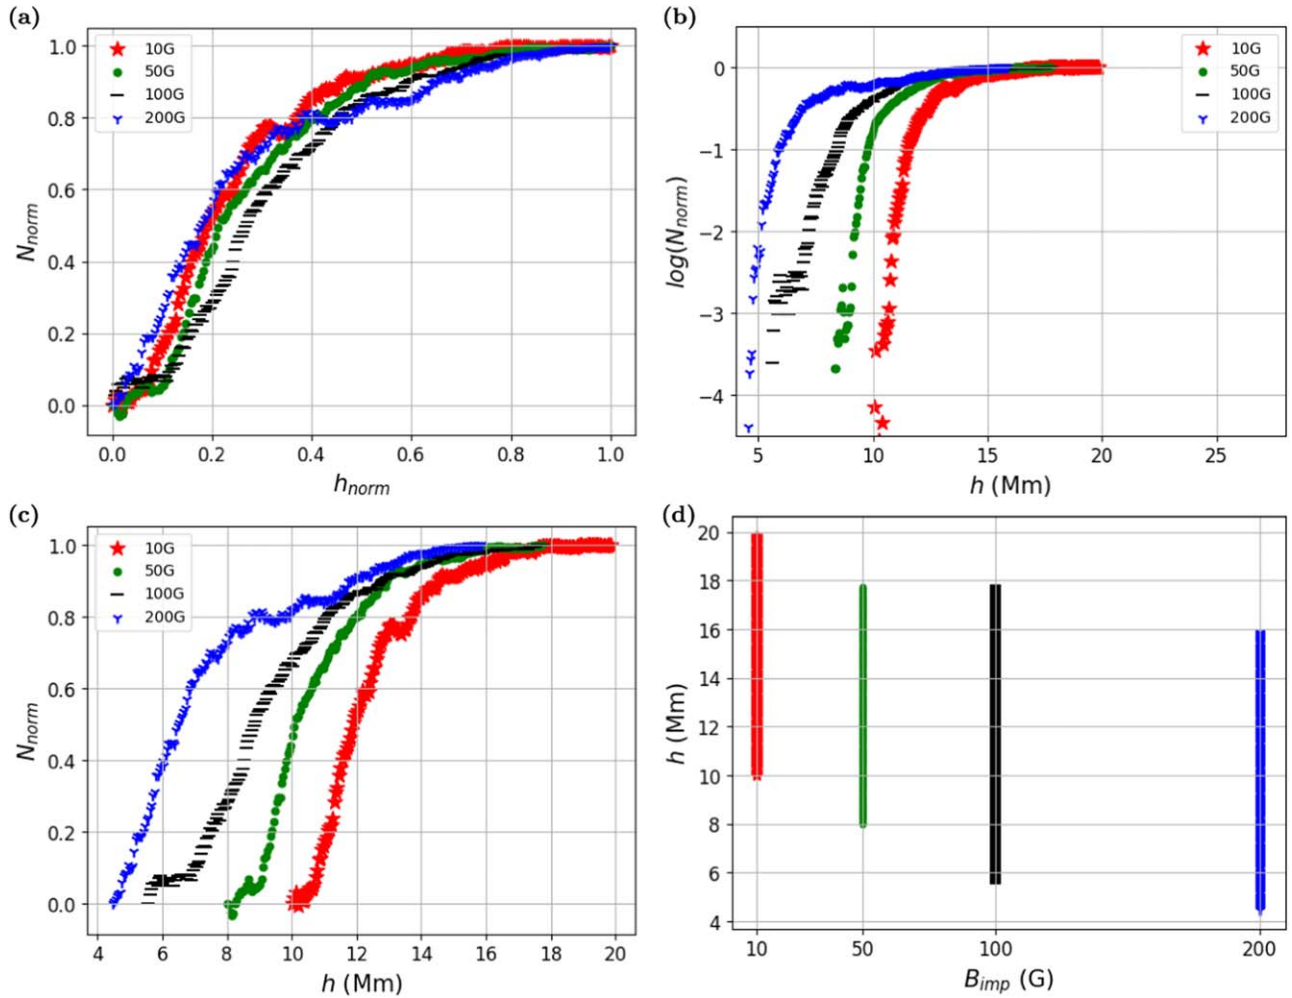 (a)
10G
50G
100G
200G
1.0
0.8
0.6
0.4
0.2
0.0
N_norm
0.0 0.2 0.4 0.6 0.8 1.0
h_norm
(b)
10G
50G
100G
200G
0
−1
−2
−3
−4
log(N_norm)
5 10 15 20 25
h (Mm)
(c)
10G
50G
100G
200G
1.0
0.8
0.6
0.4
0.2
0.0
N_norm
4 6 8 10 12 14 16 18 20
h (Mm)
(d)
20
18
16
14
12
10
8
6
4
h (Mm)
10 50 100 200
B_imp (G)